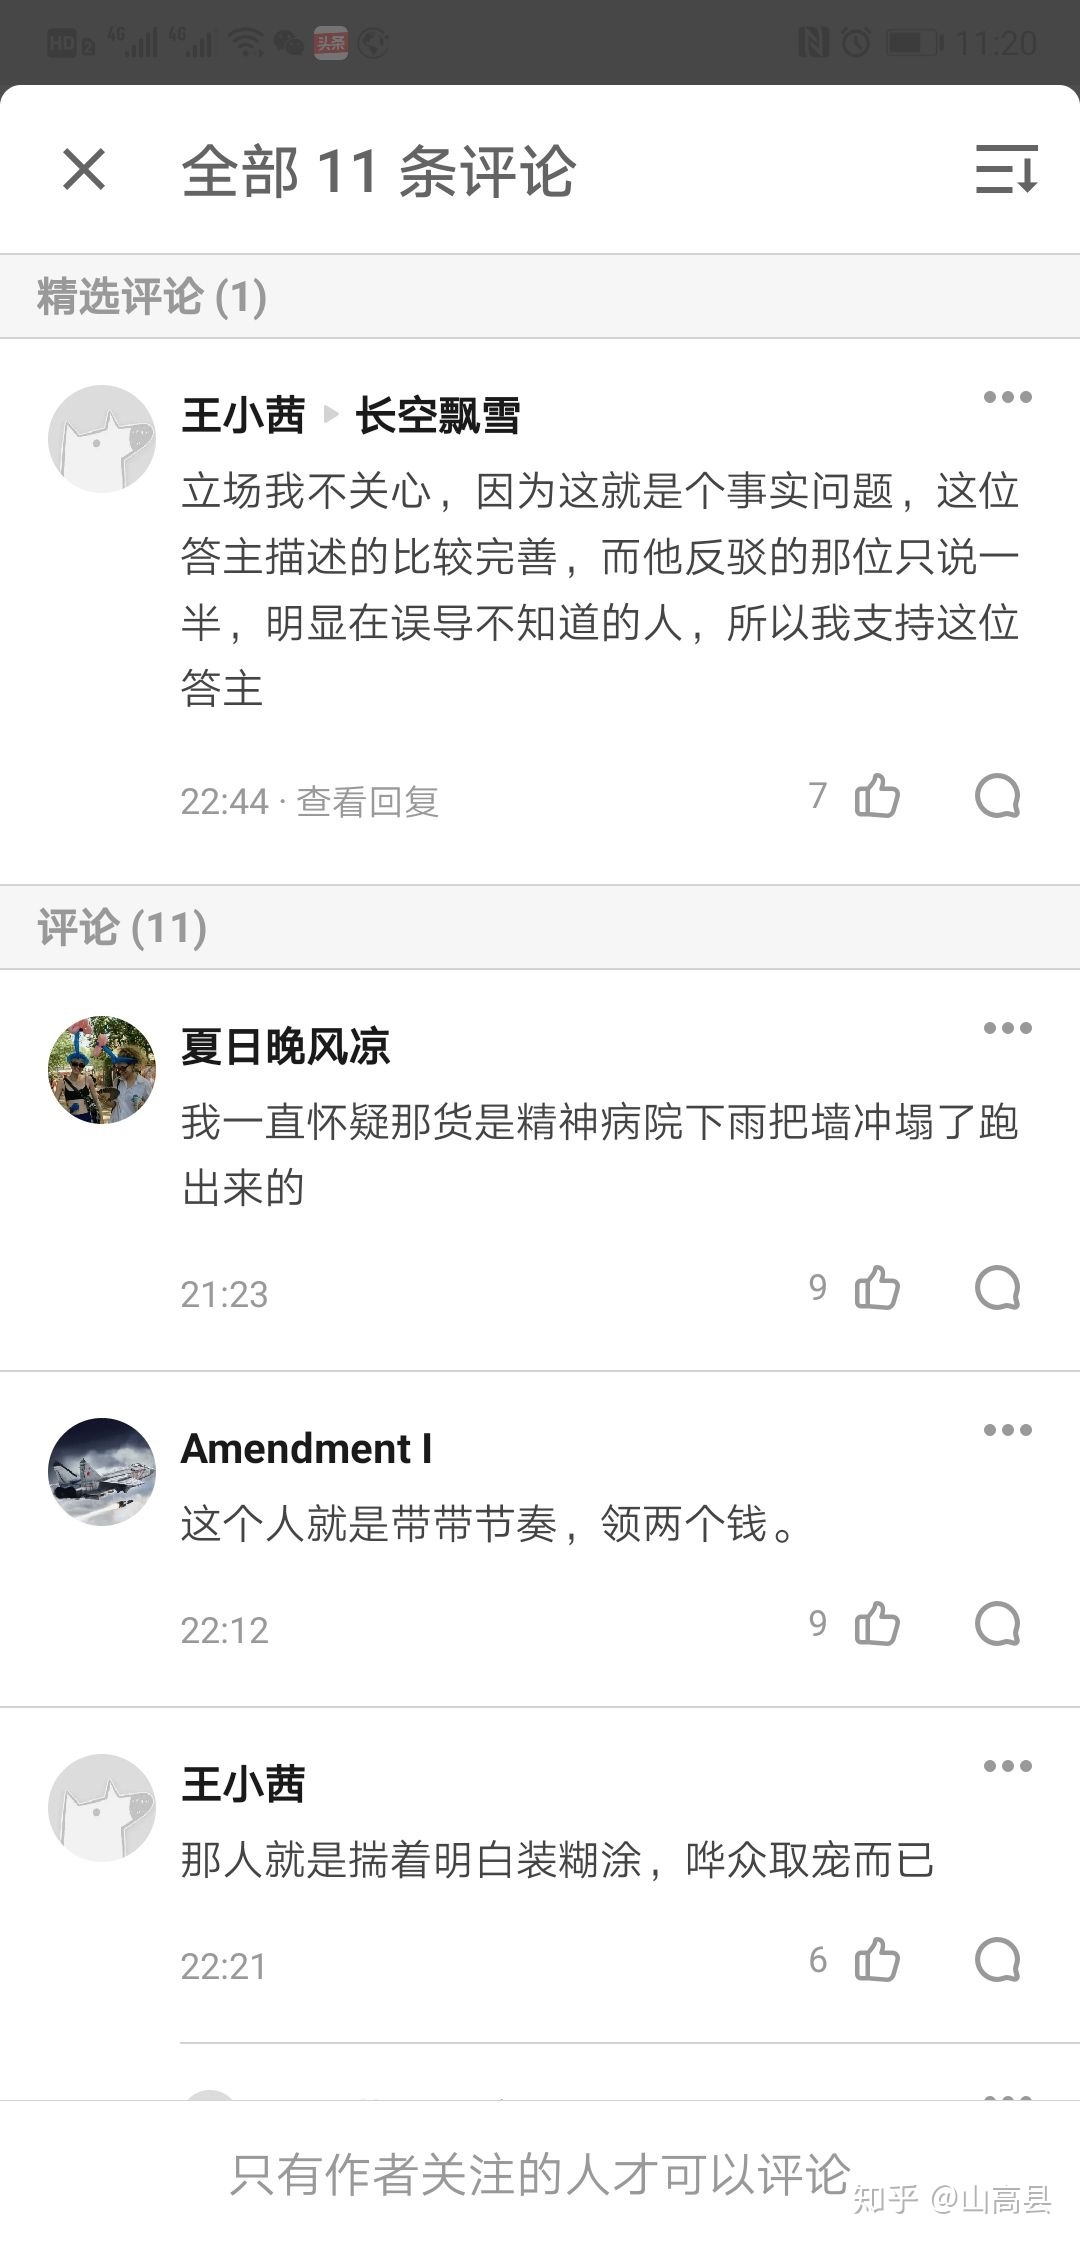 HD 2 4G 4G 头条 11:20
全部 11 条评论
精选评论 (1)
王小茜 长空飘雪
立场我不关心，因为这就是个事实问题，这位
答主描述的比较完善，而他反驳的那位只说一
半，明显在误导不知道的人，所以我支持这位
答主
22:44 · 查看回复 7
评论 (11)
夏日晚风凉
我一直怀疑那货是精神病院下雨把墙冲塌了跑
出来的
21:23 9
Amendment I
这个人就是带带节奏，领两个钱。
22:12 9
王小茜
那人就是揣着明白装糊涂，哗众取宠而已
22:21 6
只有作者关注的人才可以评论
知乎 @山高县